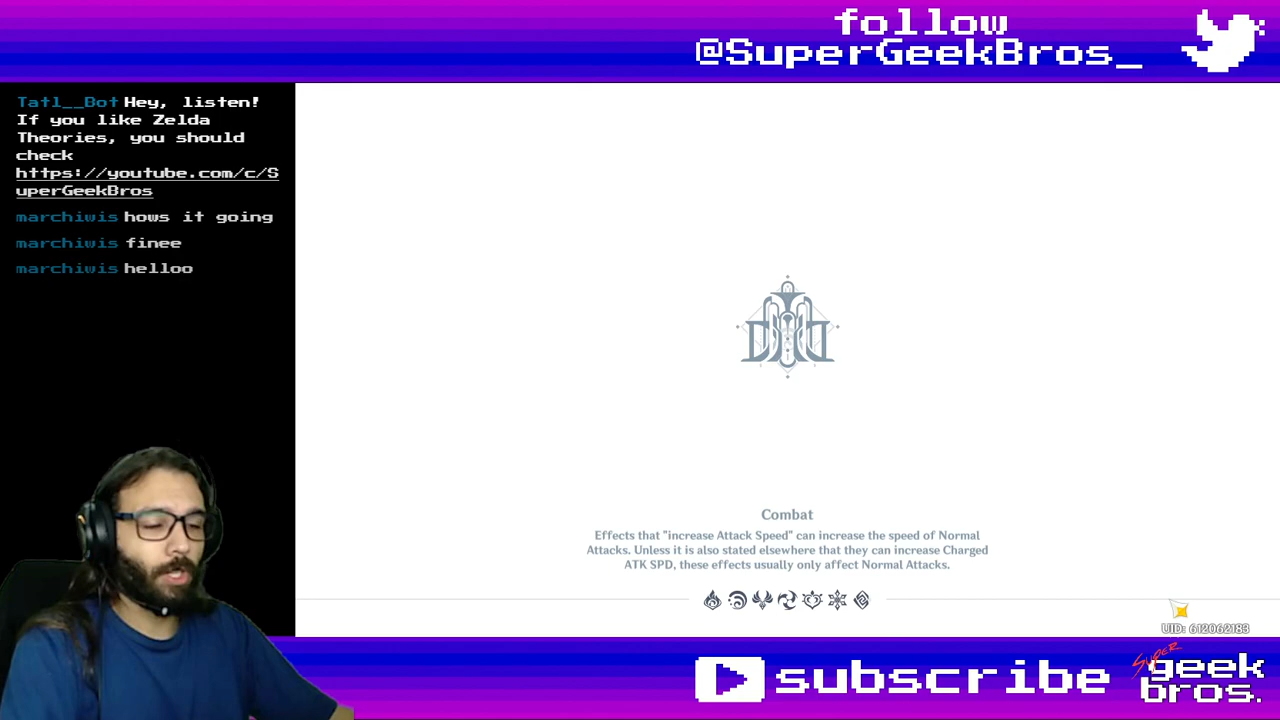 follow
@SuperGeekBros_
Tatl__Bot Hey, listen!
If you like Zelda
Theories, you should
check
https://youtube.com/c/S
uperGeekBros
marchiwis hows it going
marchiwis finee
marchiwis helloo
Combat
Effects that "increase Attack Speed" can increase the speed of Normal
Attacks. Unless it is also stated elsewhere that they can increase Charged
ATK SPD, these effects usually only affect Normal Attacks.
UID: 612062183
subscribe
SUPER
geek
bros.